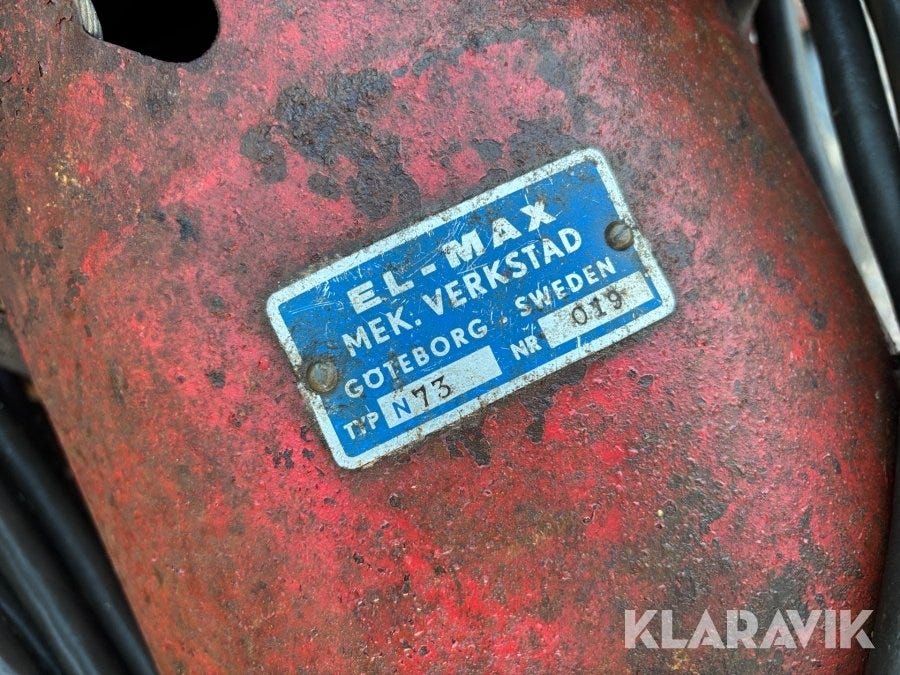 EL-MAX
MEK. VERKSTAD
GÖTEBORG · SWEDEN
TYP N73 NR 019
KLARAVIK